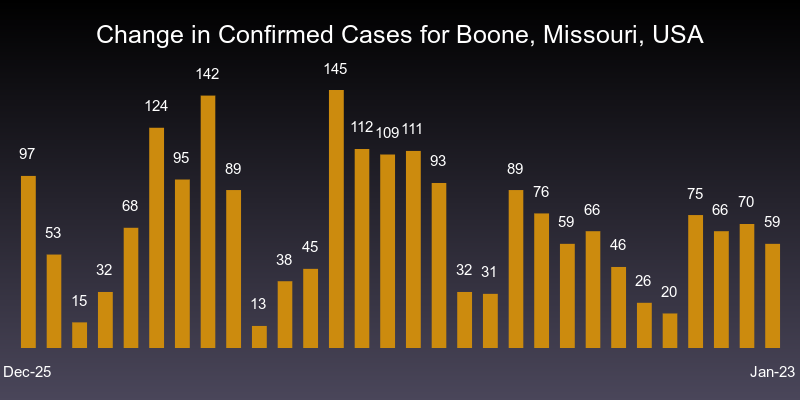 Change in Confirmed Cases for Boone, Missouri, USA
97 53 15 32 68 124 95 142 89 13 38 45 145 112 109 111 93 32 31 89 76 59 66 46 26 20 75 66 70 59
Dec-25 Jan-23